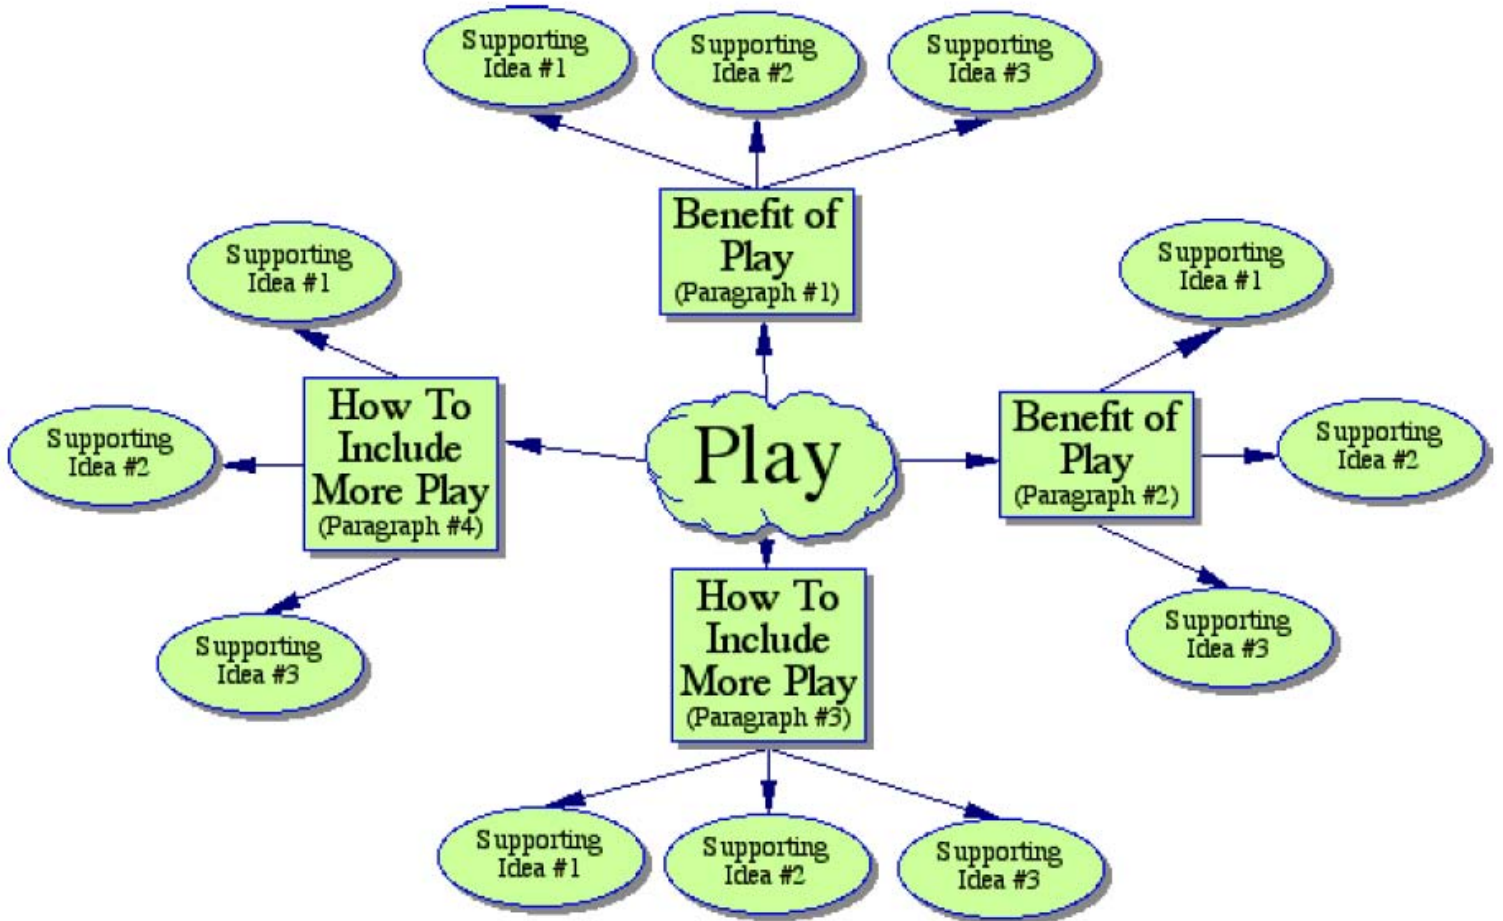 Supporting
Idea #1
Supporting
Idea #2
Supporting
Idea #3
Benefit of
Play
(Paragraph #1)
Supporting
Idea #1
Supporting
Idea #1
How To
Include
More Play
(Paragraph #4)
Supporting
Idea #2
Play
Benefit of
Play
(Paragraph #2)
Supporting
Idea #2
Supporting
Idea #3
How To
Include
More Play
(Paragraph #3)
Supporting
Idea #3
Supporting
Idea #1
Supporting
Idea #2
Supporting
Idea #3